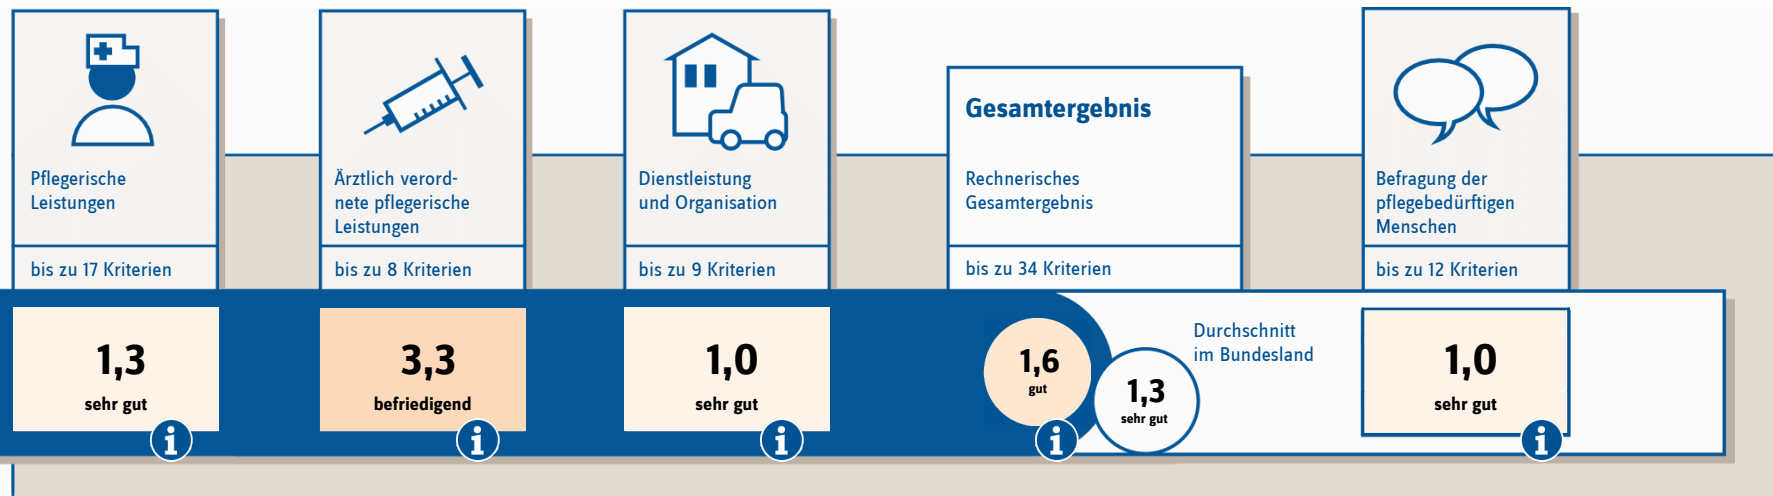 Pflegerische
Leistungen
bis zu 17 Kriterien
1,3
sehr gut
i
Ärztlich verord-
nete pflegerische
Leistungen
bis zu 8 Kriterien
3,3
befriedigend
i
Dienstleistung
und Organisation
bis zu 9 Kriterien
1,0
sehr gut
i
Gesamtergebnis
Rechnerisches
Gesamtergebnis
bis zu 34 Kriterien
1,6
gut
i
1,3
sehr gut
Durchschnitt
im Bundesland
Befragung der
pflegebedürftigen
Menschen
bis zu 12 Kriterien
1,0
sehr gut
i